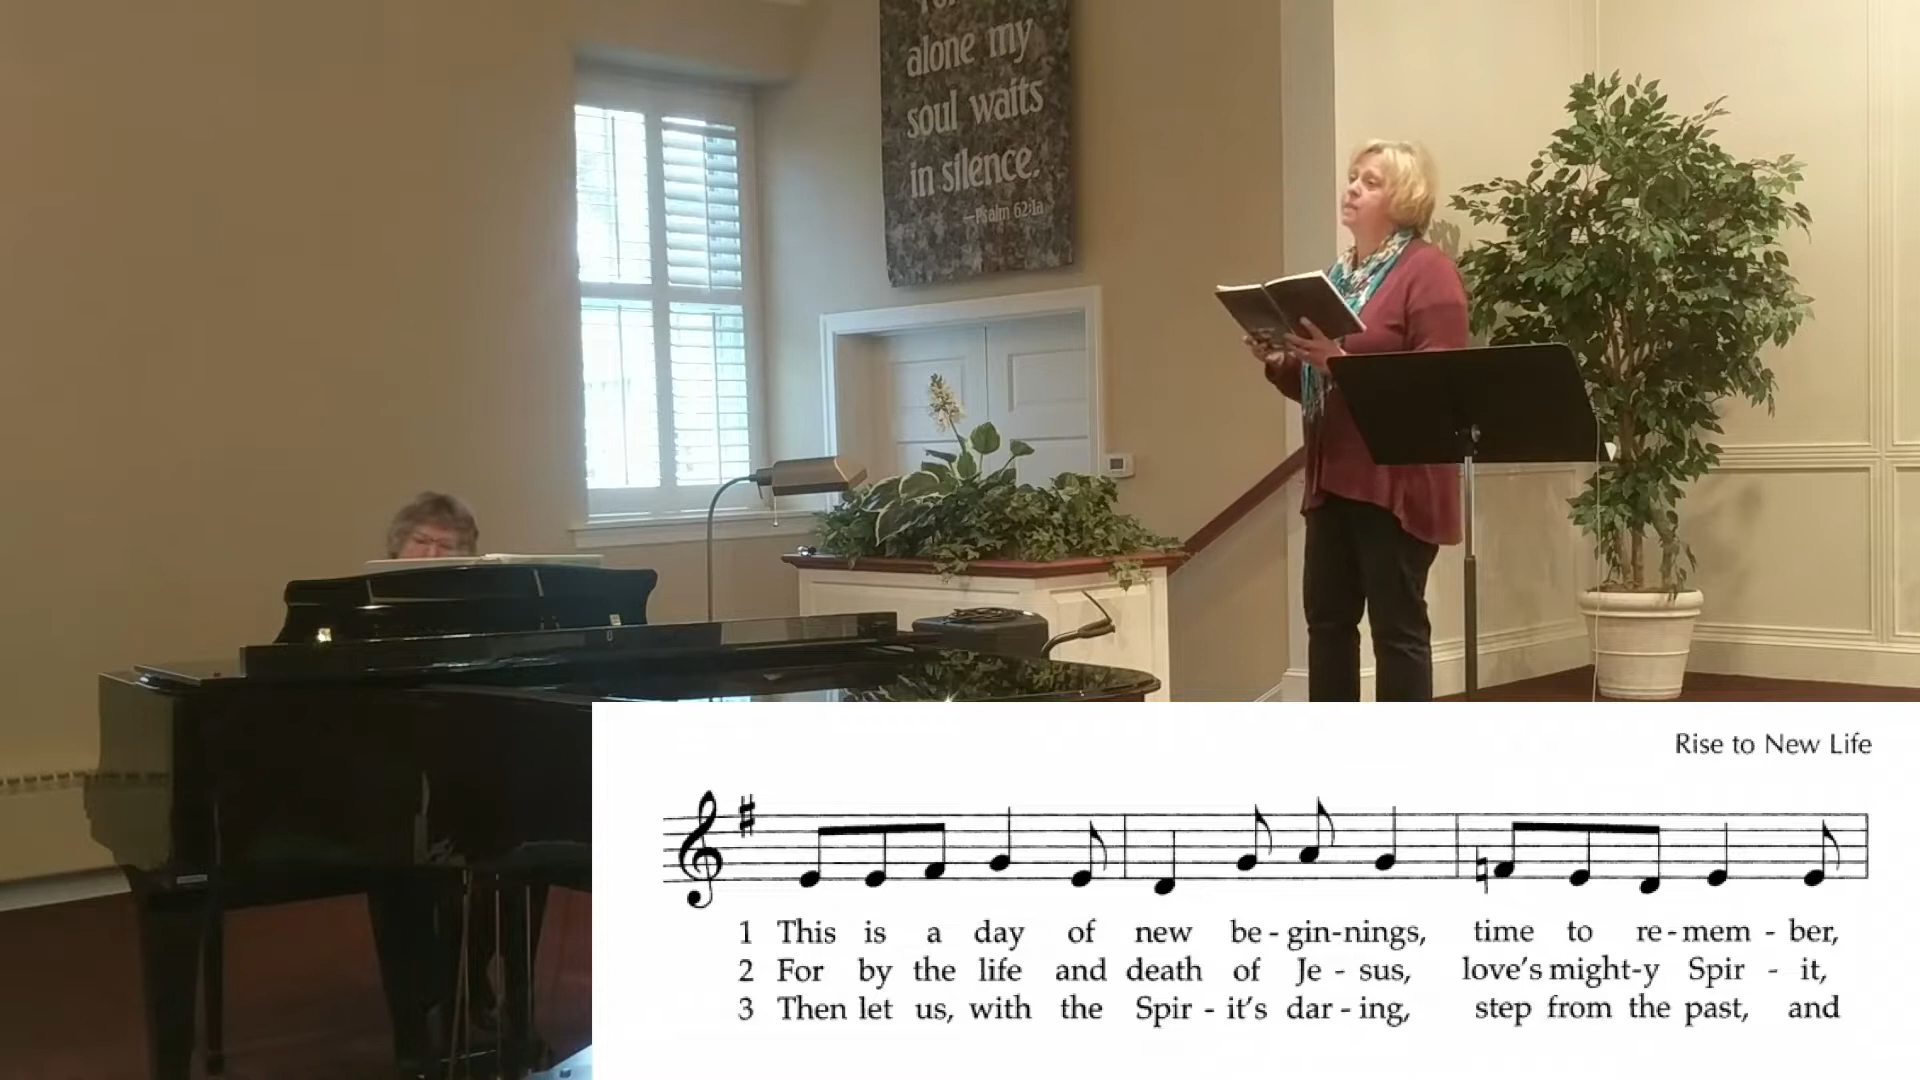 alone my
soul waits
in silence.
—Psalm 62:1a
Rise to New Life
1 This is a day of new be - gin-nings, time to re - mem - ber,
2 For by the life and death of Je - sus, love's might-y Spir - it,
3 Then let us, with the Spir - it's dar - ing, step from the past, and